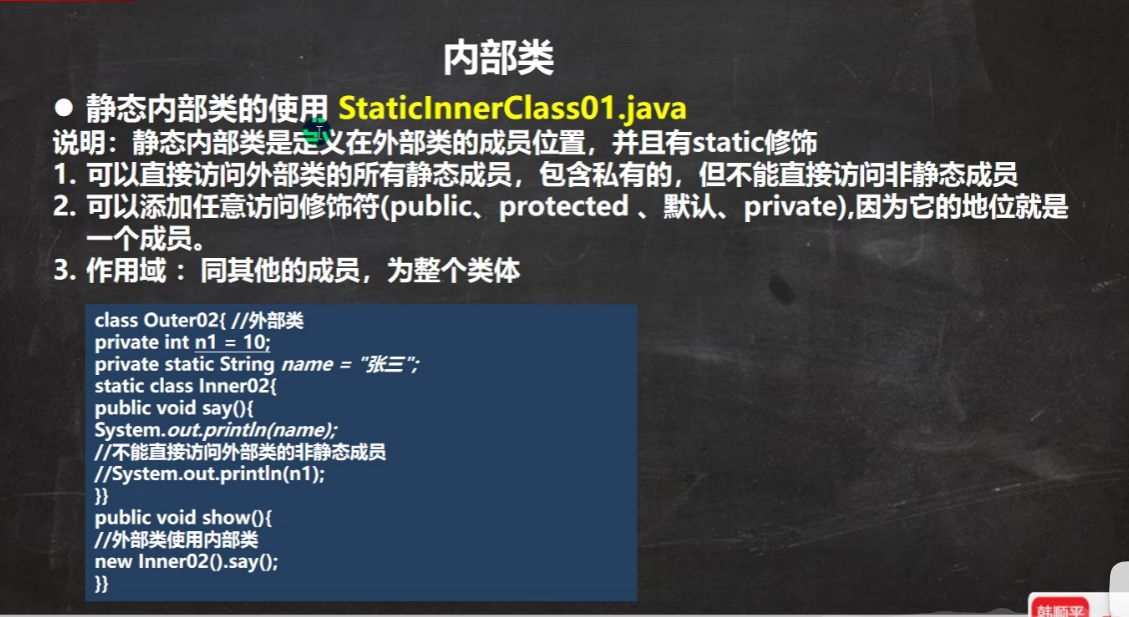 内部类
● 静态内部类的使用 StaticInnerClass01.java
说明：静态内部类是定义在外部类的成员位置，并且有static修饰
1. 可以直接访问外部类的所有静态成员，包含私有的，但不能直接访问非静态成员
2. 可以添加任意访问修饰符(public、protected 、默认、private),因为它的地位就是
一个成员。
3. 作用域 ：同其他的成员，为整个类体
class Outer02{ //外部类
private int n1 = 10;
private static String name = "张三";
static class Inner02{
public void say(){
System.out.println(name);
//不能直接访问外部类的非静态成员
//System.out.println(n1);
}}
public void show(){
//外部类使用内部类
new Inner02().say();
}}
韩顺平